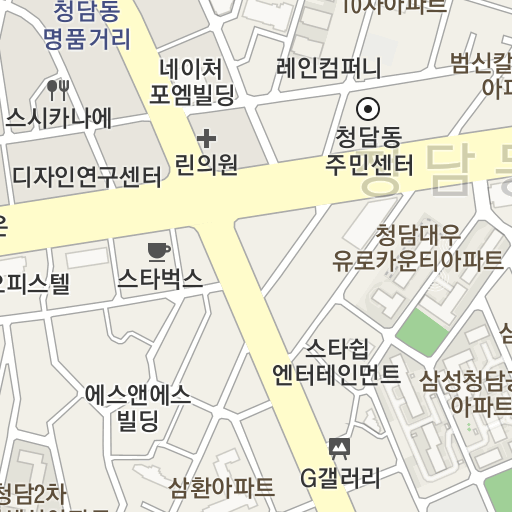 청담동
명품거리
10차아파트
네이처
포엠빌딩
레인컴퍼니
범신칼
아파
스시카나에
청담동
주민센터
린의원
디자인연구센터
청담동
청담대우
유로카운티아파트
스타벅스
오피스텔
스타쉽
엔터테인먼트
삼성청담공
아파트
에스앤에스
빌딩
G갤러리
삼환아파트
청담2차